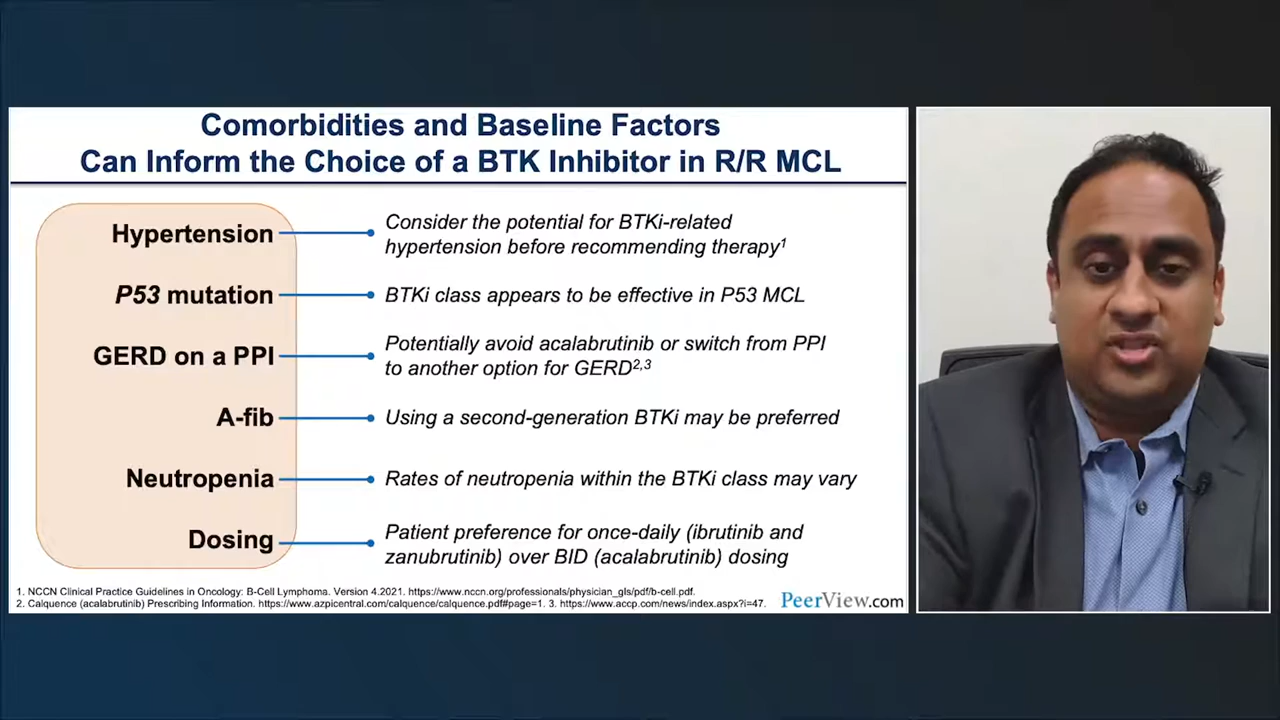 Comorbidities and Baseline Factors
Can Inform the Choice of a BTK Inhibitor in R/R MCL
Hypertension
Consider the potential for BTKi-related
hypertension before recommending therapy¹
P53 mutation
BTKi class appears to be effective in P53 MCL
GERD on a PPI
Potentially avoid acalabrutinib or switch from PPI
to another option for GERD²,³
A-fib
Using a second-generation BTKi may be preferred
Neutropenia
Rates of neutropenia within the BTKi class may vary
Dosing
Patient preference for once-daily (ibrutinib and
zanubrutinib) over BID (acalabrutinib) dosing
1. NCCN Clinical Practice Guidelines in Oncology: B-Cell Lymphoma. Version 4.2021. https://www.nccn.org/professionals/physician_gls/pdf/b-cell.pdf.
2. Calquence (acalabrutinib) Prescribing Information. https://www.azpicentral.com/calquence/calquence.pdf#page=1. 3. https://www.accp.com/news/index.aspx?i=47.
PeerView.com